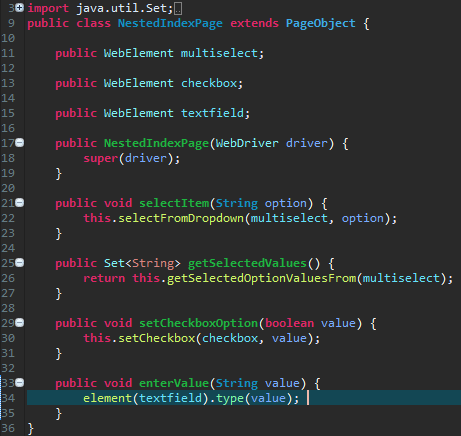 3 import java.util.Set;
9 public class NestedIndexPage extends PageObject {
10
11     public WebElement multiselect;
12
13     public WebElement checkbox;
14
15     public WebElement textfield;
16
17     public NestedIndexPage(WebDriver driver) {
18         super(driver);
19     }
20
21     public void selectItem(String option) {
22         this.selectFromDropdown(multiselect, option);
23     }
24
25     public Set<String> getSelectedValues() {
26         return this.getSelectedOptionValuesFrom(multiselect);
27     }
28
29     public void setCheckboxOption(boolean value) {
30         this.setCheckbox(checkbox, value);
31     }
32
33     public void enterValue(String value) {
34         element(textfield).type(value);
35     }
36 }